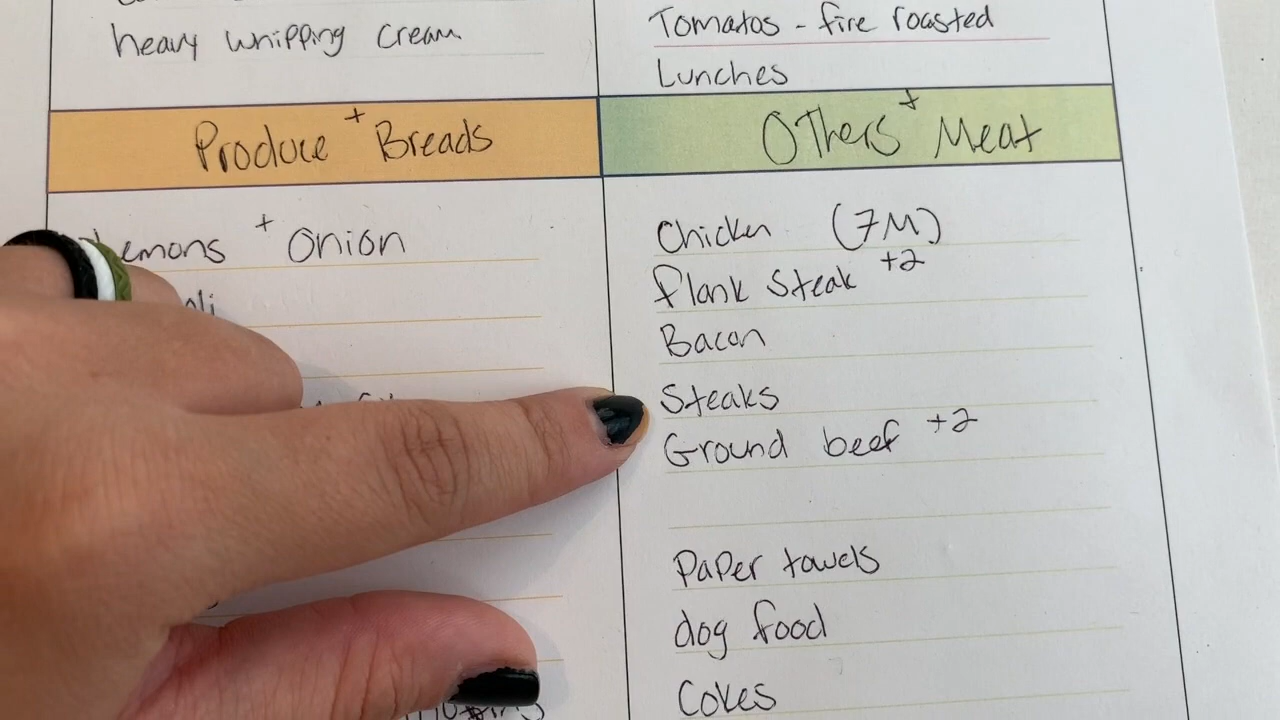 heavy whipping cream
Tomatos - fire roasted
Lunches
Produce + Breads
Others + Meat
Lemons + Onion
Chicken (7M)
flank Steak +2
Bacon
Steaks
Ground beef +2
Paper towels
dog food
Cokes